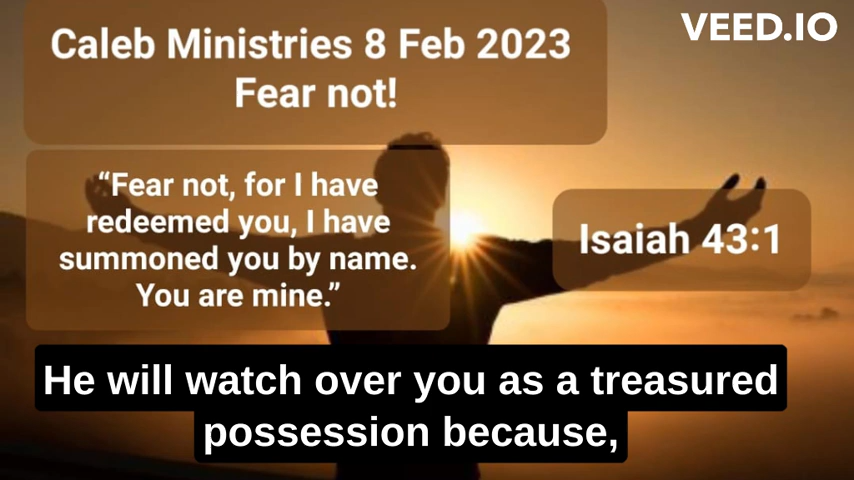 VEED.IO
Caleb Ministries 8 Feb 2023
Fear not!
“Fear not, for I have
redeemed you, I have
summoned you by name.
You are mine.”
Isaiah 43:1
He will watch over you as a treasured
possession because,